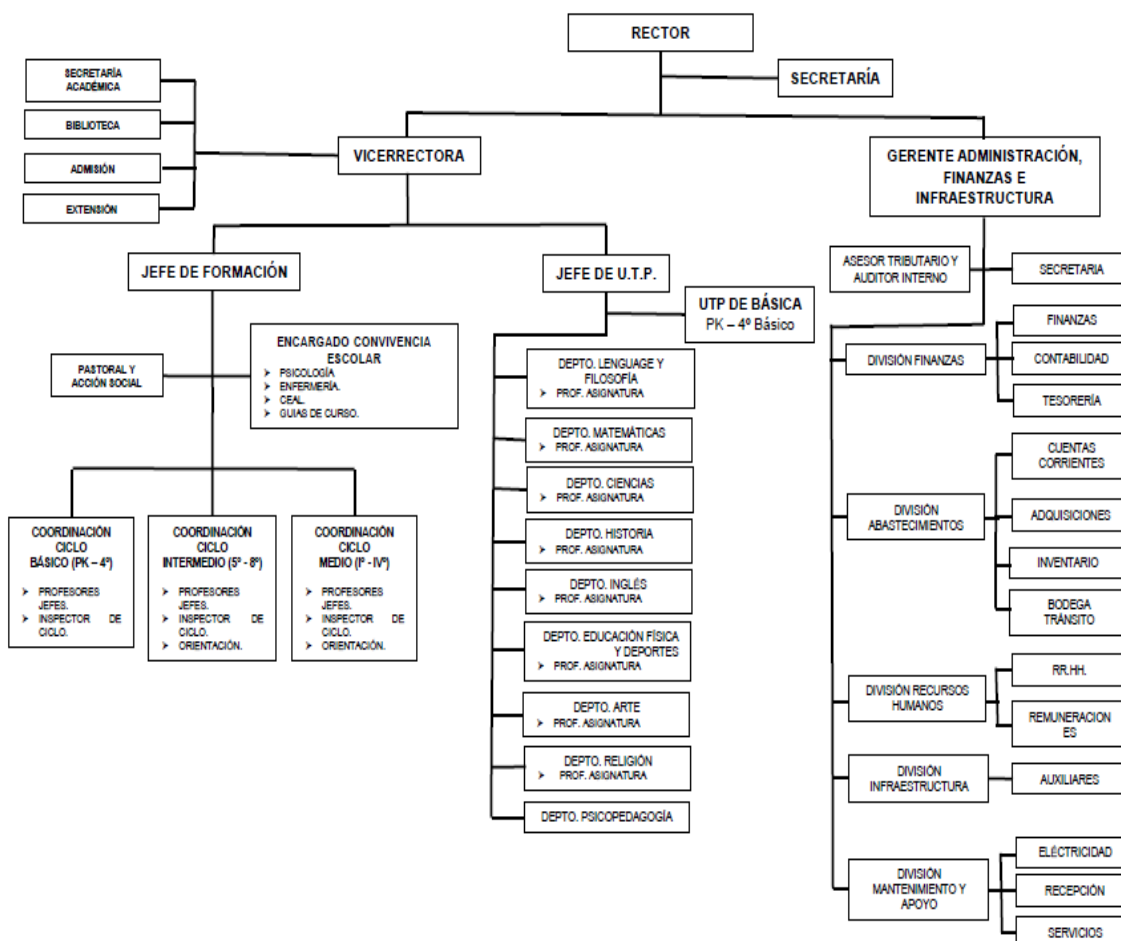 RECTOR
SECRETARÍA
SECRETARÍA
ACADÉMICA
BIBLIOTECA
ADMISIÓN
EXTENSIÓN
VICERRECTORA
GERENTE ADMINISTRACIÓN,
FINANZAS E
INFRAESTRUCTURA
JEFE DE FORMACIÓN
JEFE DE U.T.P.
UTP DE BÁSICA
PK – 4º Básico
PASTORAL Y
ACCIÓN SOCIAL
ENCARGADO CONVIVENCIA
ESCOLAR
➢ PSICOLOGÍA
➢ ENFERMERÍA.
➢ CEAL.
➢ GUIAS DE CURSO.
COORDINACIÓN
CICLO
BÁSICO (PK – 4º)
➢ PROFESORES
JEFES.
➢ INSPECTOR DE
CICLO.
COORDINACIÓN
CICLO
INTERMEDIO (5º - 8º)
➢ PROFESORES
JEFES.
➢ INSPECTOR DE
CICLO.
➢ ORIENTACIÓN.
COORDINACIÓN
CICLO
MEDIO (Iº - IVº)
➢ PROFESORES
JEFES.
➢ INSPECTOR DE
CICLO.
➢ ORIENTACIÓN.
DEPTO. LENGUAGE Y
FILOSOFÍA
➢ PROF. ASIGNATURA
DEPTO. MATEMÁTICAS
➢ PROF. ASIGNATURA
DEPTO. CIENCIAS
➢ PROF. ASIGNATURA
DEPTO. HISTORIA
➢ PROF. ASIGNATURA
DEPTO. INGLÉS
➢ PROF. ASIGNATURA
DEPTO. EDUCACIÓN FÍSICA
Y DEPORTES
➢ PROF. ASIGNATURA
DEPTO. ARTE
➢ PROF. ASIGNATURA
DEPTO. RELIGIÓN
➢ PROF. ASIGNATURA
DEPTO. PSICOPEDAGOGÍA
ASESOR TRIBUTARIO Y
AUDITOR INTERNO
SECRETARIA
DIVISIÓN FINANZAS
FINANZAS
CONTABILIDAD
TESORERÍA
DIVISIÓN
ABASTECIMIENTOS
CUENTAS
CORRIENTES
ADQUISICIONES
INVENTARIO
BODEGA
TRÁNSITO
DIVISIÓN RECURSOS
HUMANOS
RR.HH.
REMUNERACION
ES
DIVISIÓN
INFRAESTRUCTURA
AUXILIARES
DIVISIÓN
MANTENIMIENTO Y
APOYO
ELÉCTRICIDAD
RECEPCIÓN
SERVICIOS